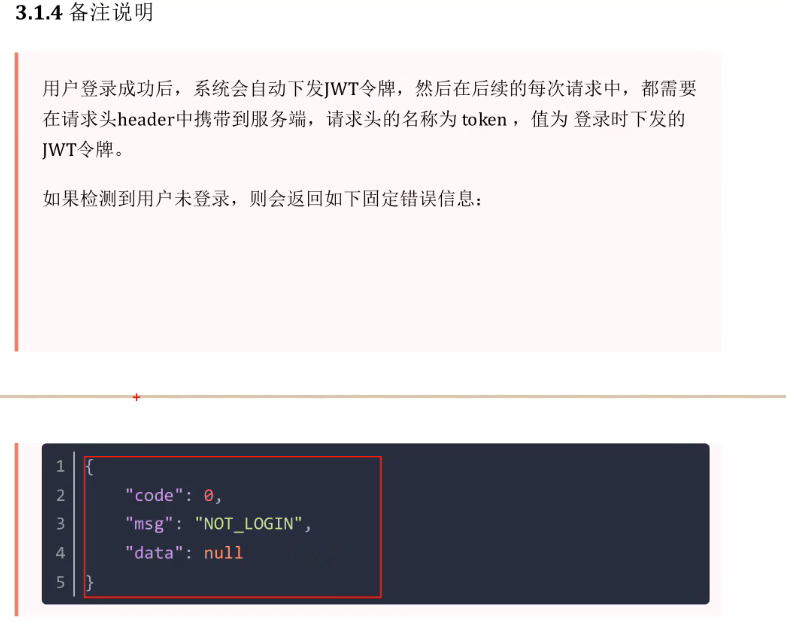 3.1.4 备注说明
用户登录成功后，系统会自动下发JWT令牌，然后在后续的每次请求中，都需要
在请求头header中携带到服务端，请求头的名称为 token ，值为 登录时下发的
JWT令牌。
如果检测到用户未登录，则会返回如下固定错误信息：
1 {
2 "code": 0,
3 "msg": "NOT_LOGIN",
4 "data": null
5 }